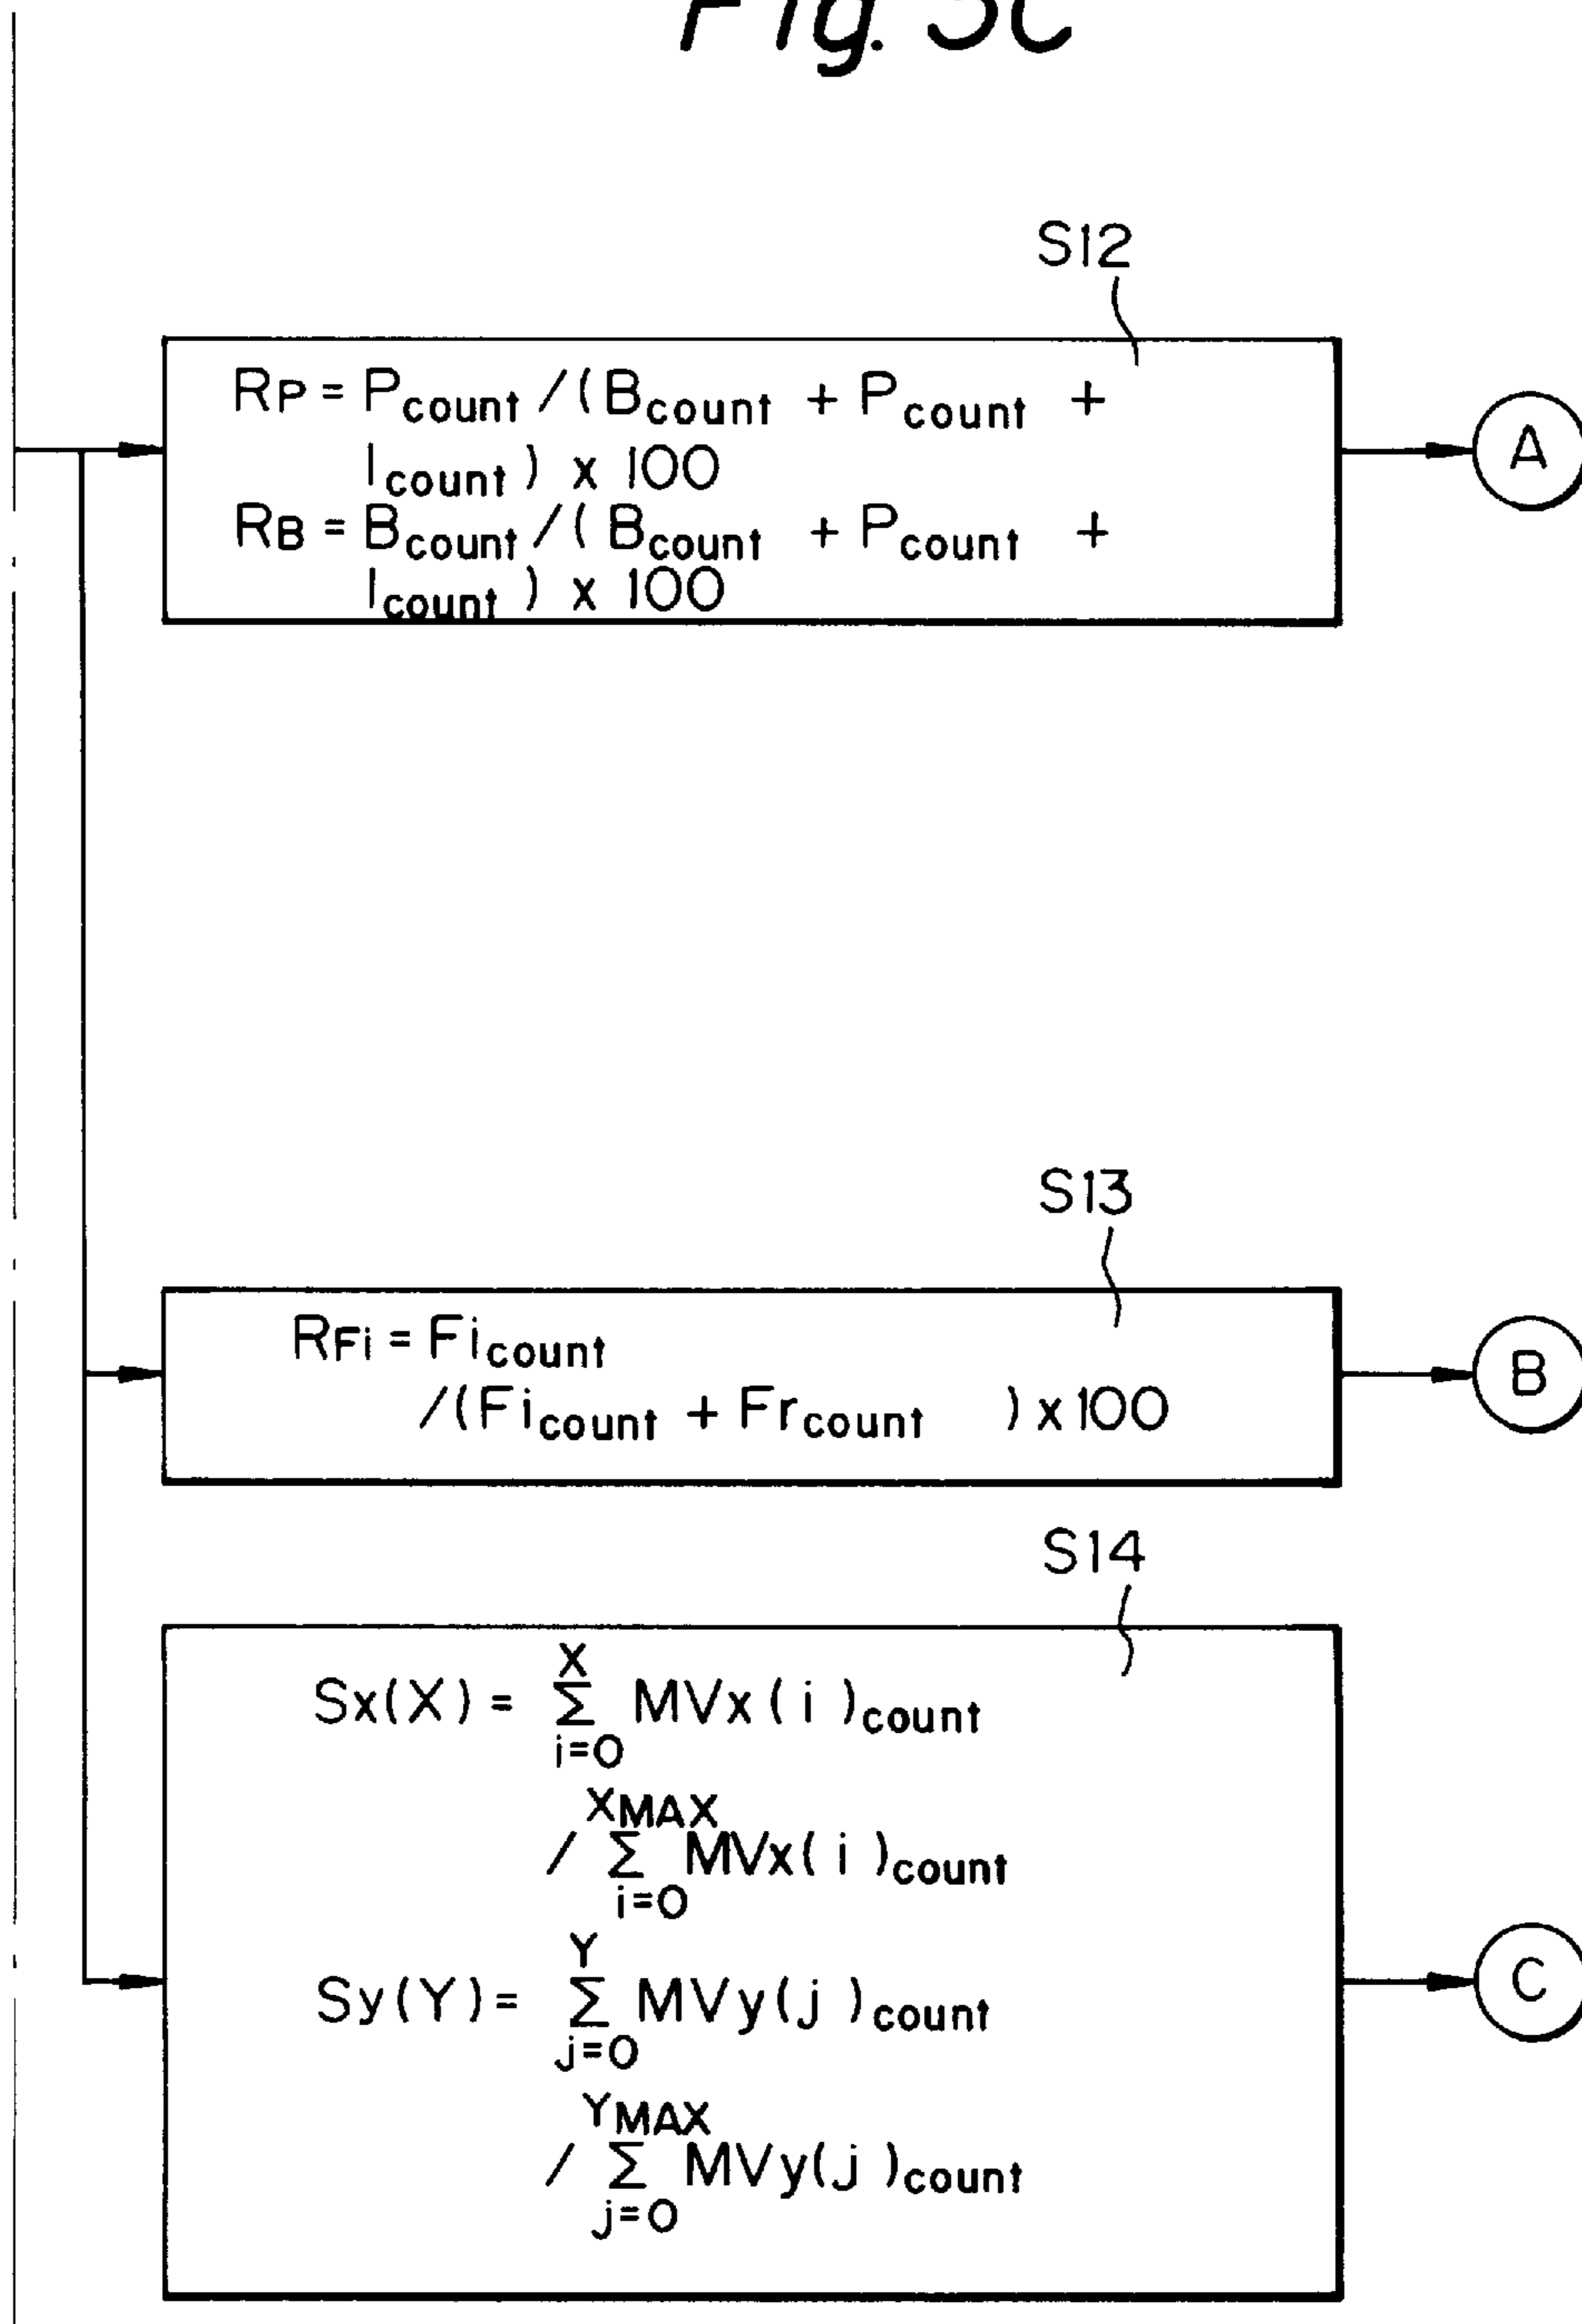 Fig. 5C
S12
RP = Pcount / ( Bcount + Pcount +
Icount ) x 100
RB = Bcount / ( Bcount + Pcount +
Icount ) x 100
A
S13
RFi = Ficount
/ (Ficount + Frcount ) x 100
B
S14
X
Sx(X) = Σ MVx ( i )count
i=0
XMAX
/ Σ MVx( i )count
i=0
Y
Sy(Y) = Σ MVy( j )count
j=0
C
YMAX
/ Σ MVy( j )count
j=0